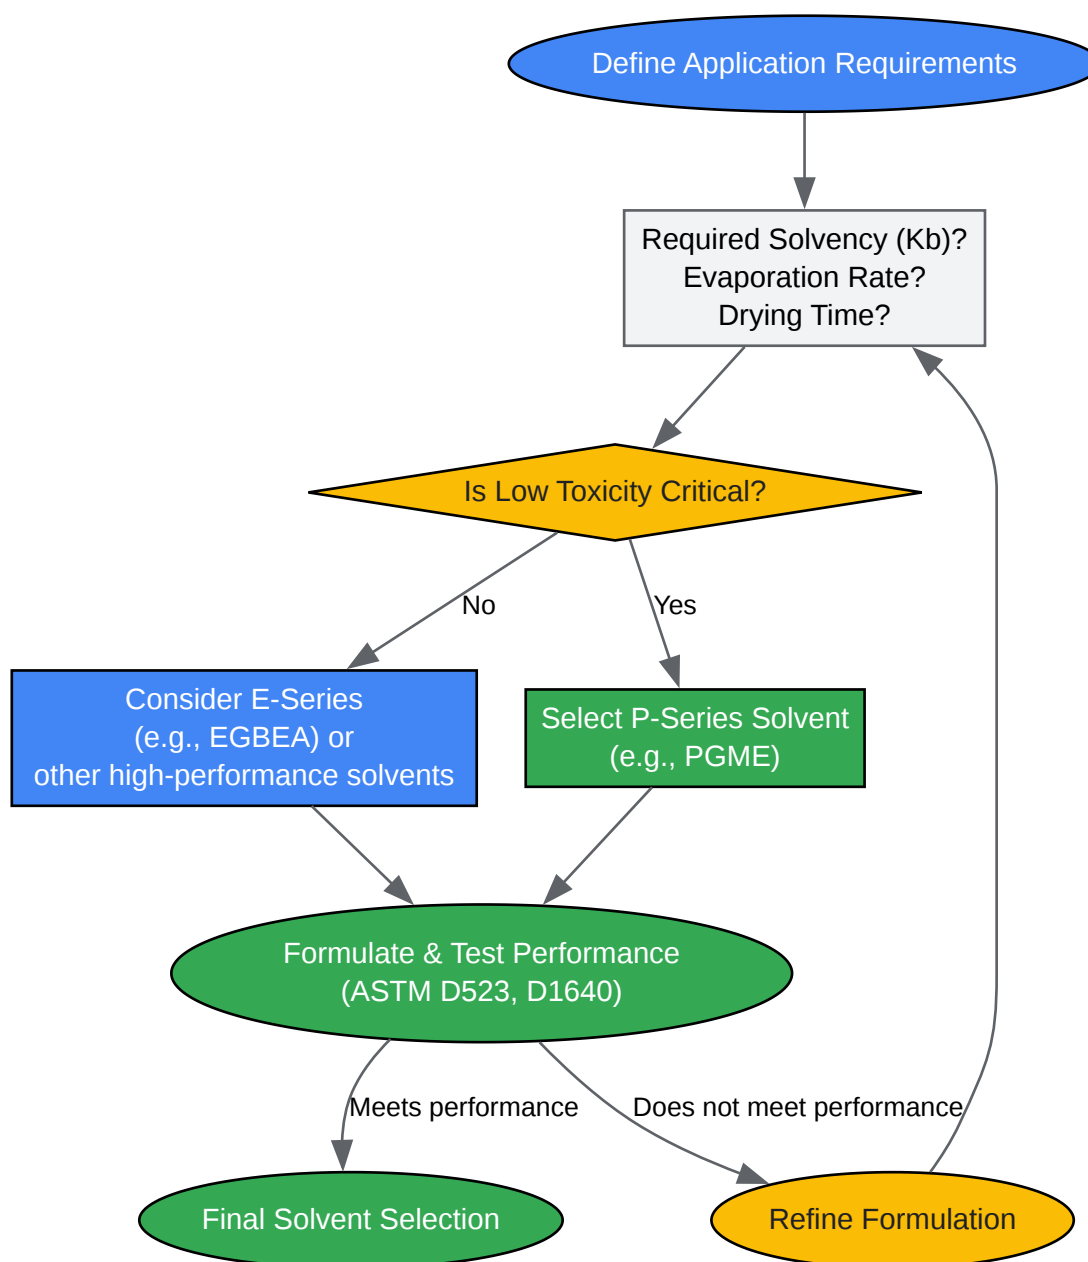 Define Application Requirements
Required Solvency (Kb)?
Evaporation Rate?
Drying Time?
Is Low Toxicity Critical?
No
Yes
Consider E-Series
(e.g., EGBEA) or
other high-performance solvents
Select P-Series Solvent
(e.g., PGME)
Formulate & Test Performance
(ASTM D523, D1640)
Meets performance
Does not meet performance
Final Solvent Selection
Refine Formulation